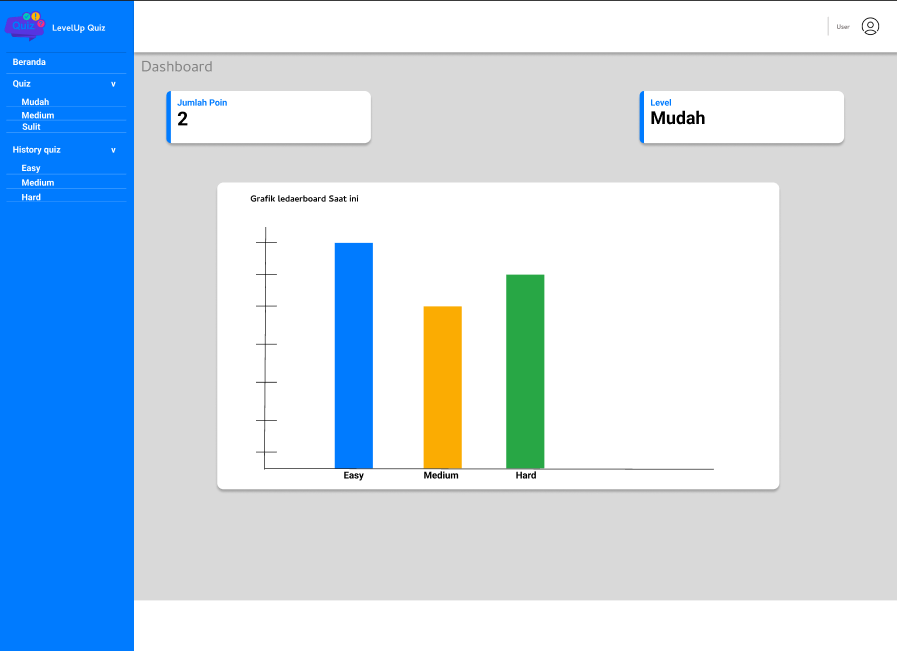 Quiz
LevelUp Quiz
User
Beranda
Quiz v
Mudah
Medium
Sulit
History quiz v
Easy
Medium
Hard
Dashboard
Jumlah Poin
2
Level
Mudah
Grafik ledaerboard Saat ini
Easy Medium Hard